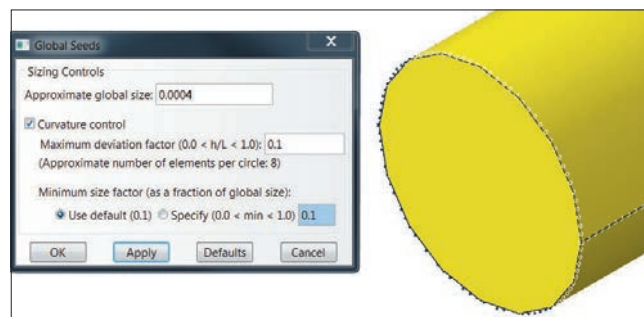 Global Seeds
X
Sizing Controls
Approximate global size: 0.0004
Curvature control
Maximum deviation factor (0.0 < h/L < 1.0): 0.1
(Approximate number of elements per circle: 8)
Minimum size factor (as a fraction of global size):
Use default (0.1) Specify (0.0 < min < 1.0) 0.1
OK Apply Defaults Cancel